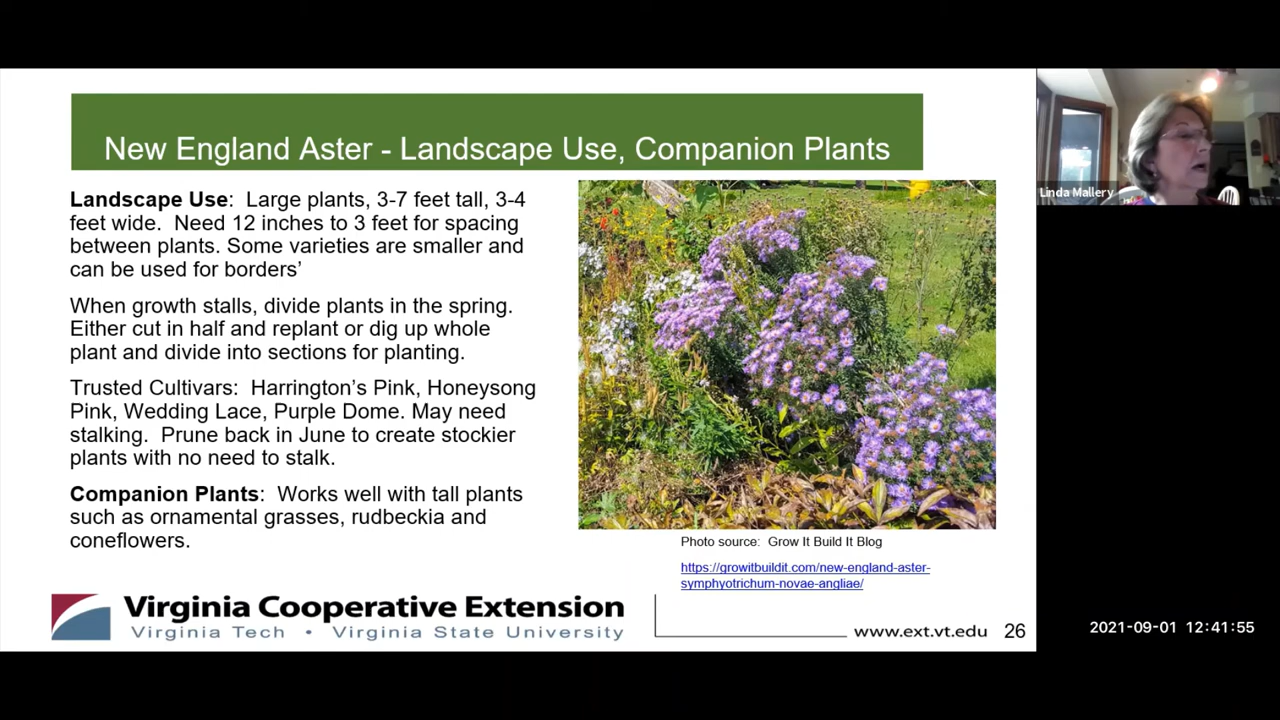 New England Aster - Landscape Use, Companion Plants
Landscape Use: Large plants, 3-7 feet tall, 3-4
feet wide. Need 12 inches to 3 feet for spacing
between plants. Some varieties are smaller and
can be used for borders’
When growth stalls, divide plants in the spring.
Either cut in half and replant or dig up whole
plant and divide into sections for planting.
Trusted Cultivars: Harrington’s Pink, Honeysong
Pink, Wedding Lace, Purple Dome. May need
stalking. Prune back in June to create stockier
plants with no need to stalk.
Companion Plants: Works well with tall plants
such as ornamental grasses, rudbeckia and
coneflowers.
Photo source: Grow It Build It Blog
https://growitbuildit.com/new-england-aster-
symphyotrichum-novae-angliae/
Virginia Cooperative Extension
Virginia Tech • Virginia State University
www.ext.vt.edu 26
Linda Mallery
2021-09-01 12:41:55